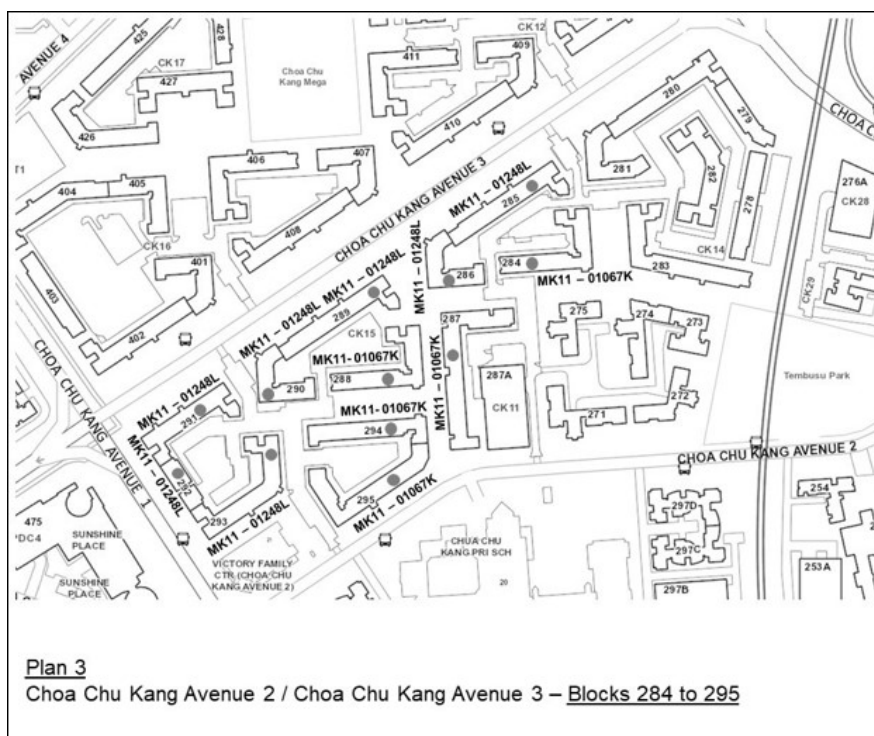 AVENUE 4
425
428
CK17
427
426
Choa Chu
Kang Mega
411
CK12
409
410
280
279
CHOA C
404
405
406
407
CHOA CHU KANG AVENUE 3
408
CK16
401
403
402
MK11 – 01248L
285
281
282
278
276A
CK28
CK14
283
284
MK11 – 01067K
MK11 – 01248L
286
CK29
MK11 – 01248L
MK11 – 01248L
289
CK15
287
275
274
273
MK11- 01067K
288
MK11 – 01067K
290
287A
CK11
Tembusu Park
MK11 – 01248L
291
MK11- 01067K
294
271
272
CHOA CHU KANG AVENUE 1
MK11 – 01248L
292
CHOA CHU KANG AVENUE 2
295
MK11 – 01067K
293
MK11 – 01248L
254
297D
475
PDC4
SUNSHINE
PLACE
SUNSHINE
PLACE
VICTORY FAMILY
CTR (CHOA CHU
KANG AVENUE 2)
CHUA CHU
KANG PRI SCH
20
297C
297B
253A
Plan 3
Choa Chu Kang Avenue 2 / Choa Chu Kang Avenue 3 – Blocks 284 to 295